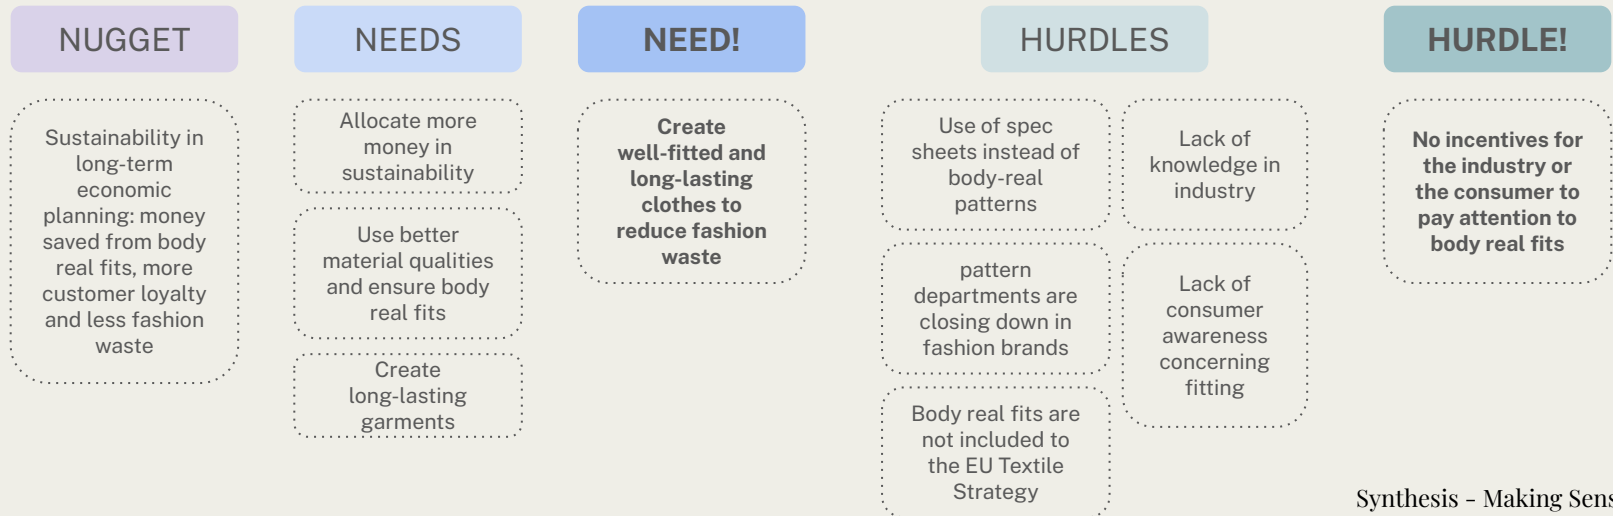 NUGGET
Sustainability in
long-term
economic
planning: money
saved from body
real fits, more
customer loyalty
and less fashion
waste
NEEDS
Allocate more
money in
sustainability
Use better
material qualities
and ensure body
real fits
Create
long-lasting
garments
NEED!
Create
well-fitted and
long-lasting
clothes to
reduce fashion
waste
HURDLES
Use of spec
sheets instead of
body-real
patterns
pattern
departments are
closing down in
fashion brands
Body real fits are
not included to
the EU Textile
Strategy
Lack of
knowledge in
industry
Lack of
consumer
awareness
concerning
fitting
HURDLE!
No incentives for
the industry or
the consumer to
pay attention to
body real fits
Synthesis - Making Sens